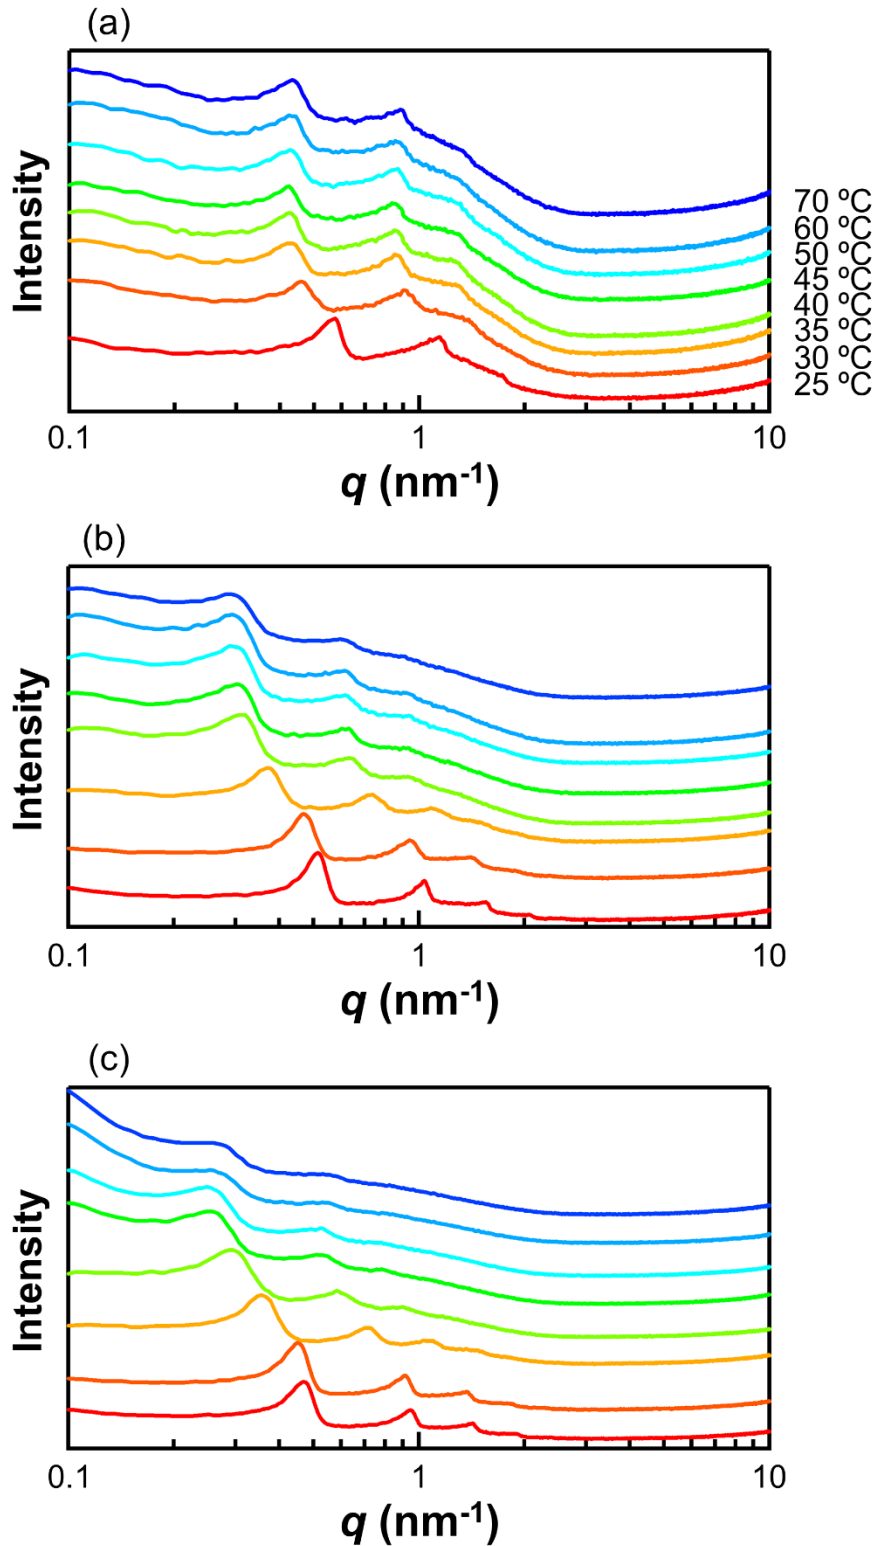 (a)
Intensity
70 ºC
60 ºC
50 ºC
45 ºC
40 ºC
35 ºC
30 ºC
25 ºC
0.1 1 10
q (nm-1)
(b)
Intensity
0.1 1 10
q (nm-1)
(c)
Intensity
0.1 1 10
q (nm-1)